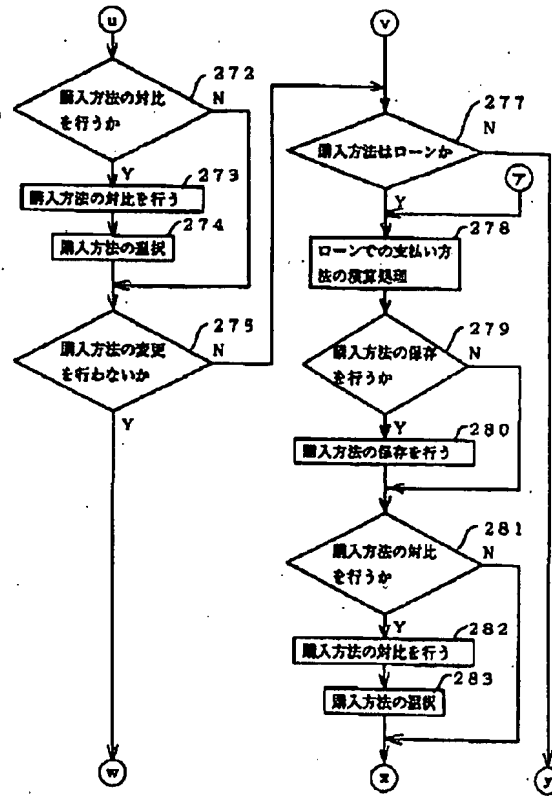 u
272
購入方法の対比
を行うか
N
Y
273
購入方法の対比を行う
274
購入方法の選択
275
購入方法の変更
を行わないか
N
Y
w
v
277
購入方法はローンか
N
ア
Y
278
ローンでの支払い方
法の演算処理
279
購入方法の保存
を行うか
N
Y
280
購入方法の保存を行う
281
購入方法の対比
を行うか
N
Y
282
購入方法の対比を行う
283
購入方法の選択
x
y